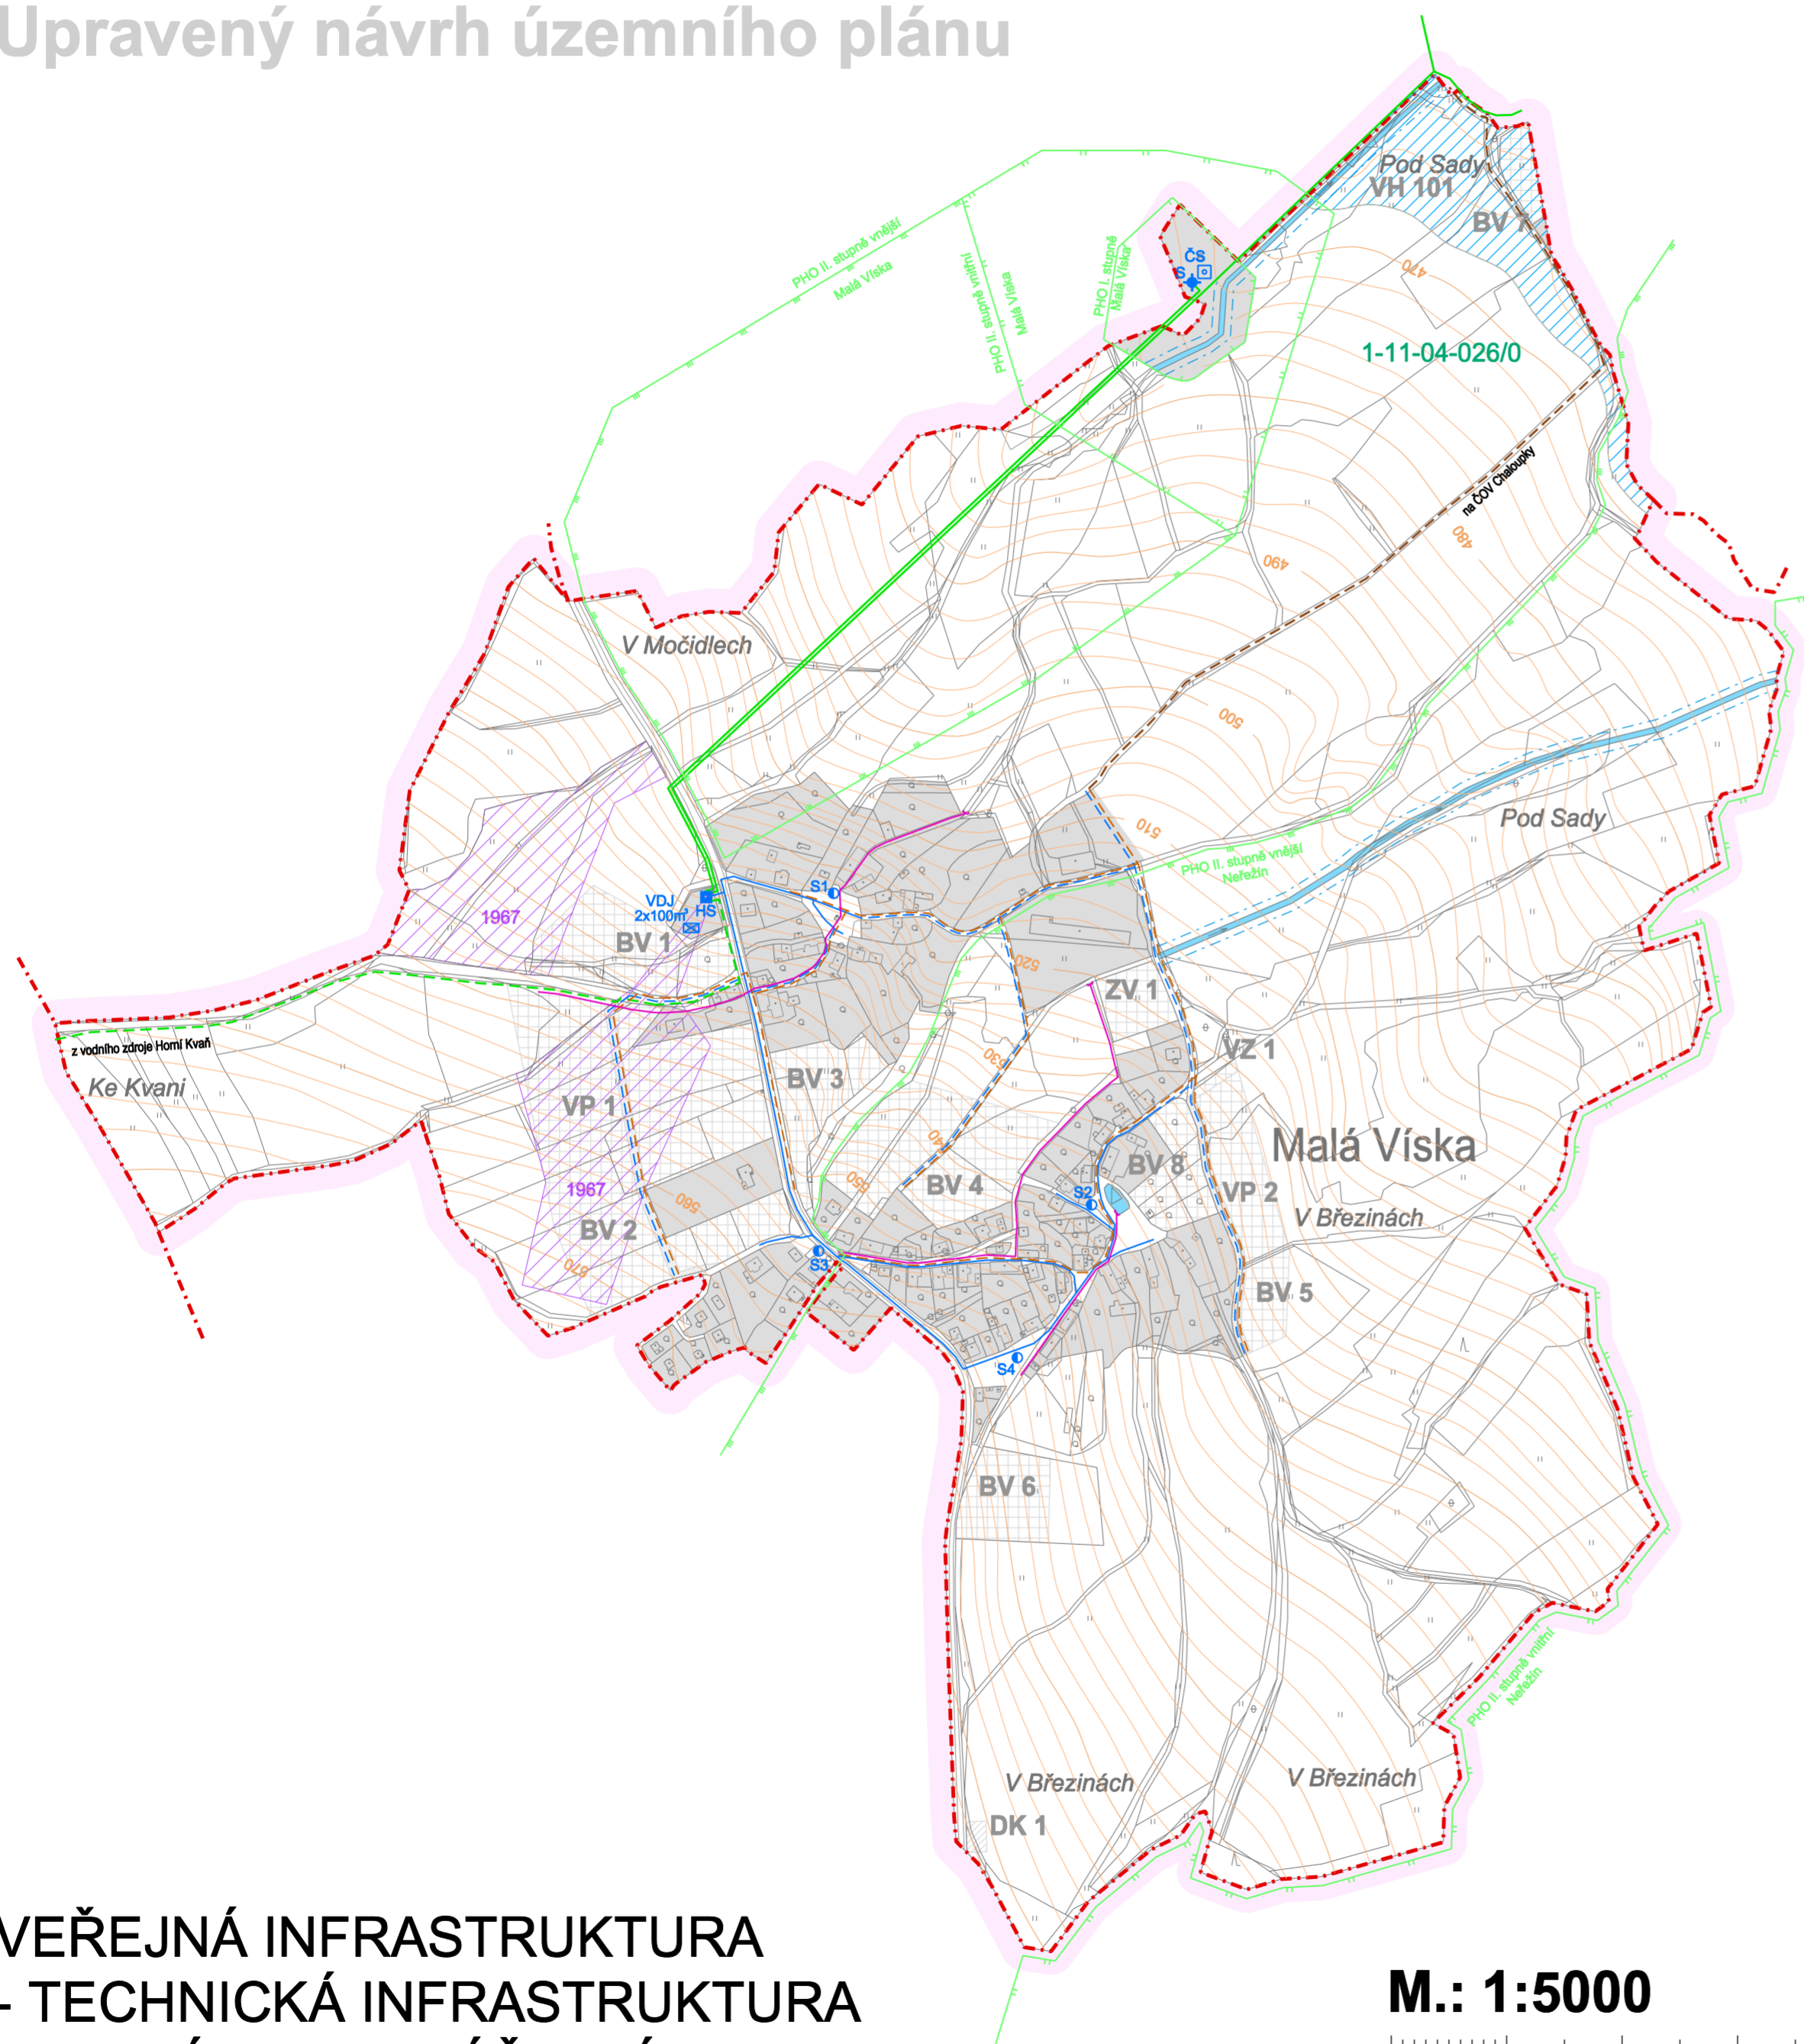 Upravený návrh územního plánu
Pod Sady
VH 101
BV 7
PHO II. stupně vnější
Malá Víska
PHO II. stupně vnitřní
Malá Víska
PHO I. stupně
Malá Víska
ČS
S
470
1-11-04-026/0
na ČOV Chaloupky
480
490
V Močidlech
500
510
Pod Sady
PHO II. stupně vnější
Neřežín
S1
VDJ
2x100m³
HS
1967
BV 1
520
ZV 1
z vodního zdroje Horní Kvaň
Ke Kvani
530
VZ 1
BV 3
VP 1
540
Malá Víska
BV 8
550
BV 4
S2
VP 2
1967
560
V Březinách
BV 2
S3
570
BV 5
S4
BV 6
PHO II. stupně vnitřní
Neřežín
V Březinách
V Březinách
DK 1
VEŘEJNÁ INFRASTRUKTURA
- TECHNICKÁ INFRASTRUKTURA
M.: 1:5000